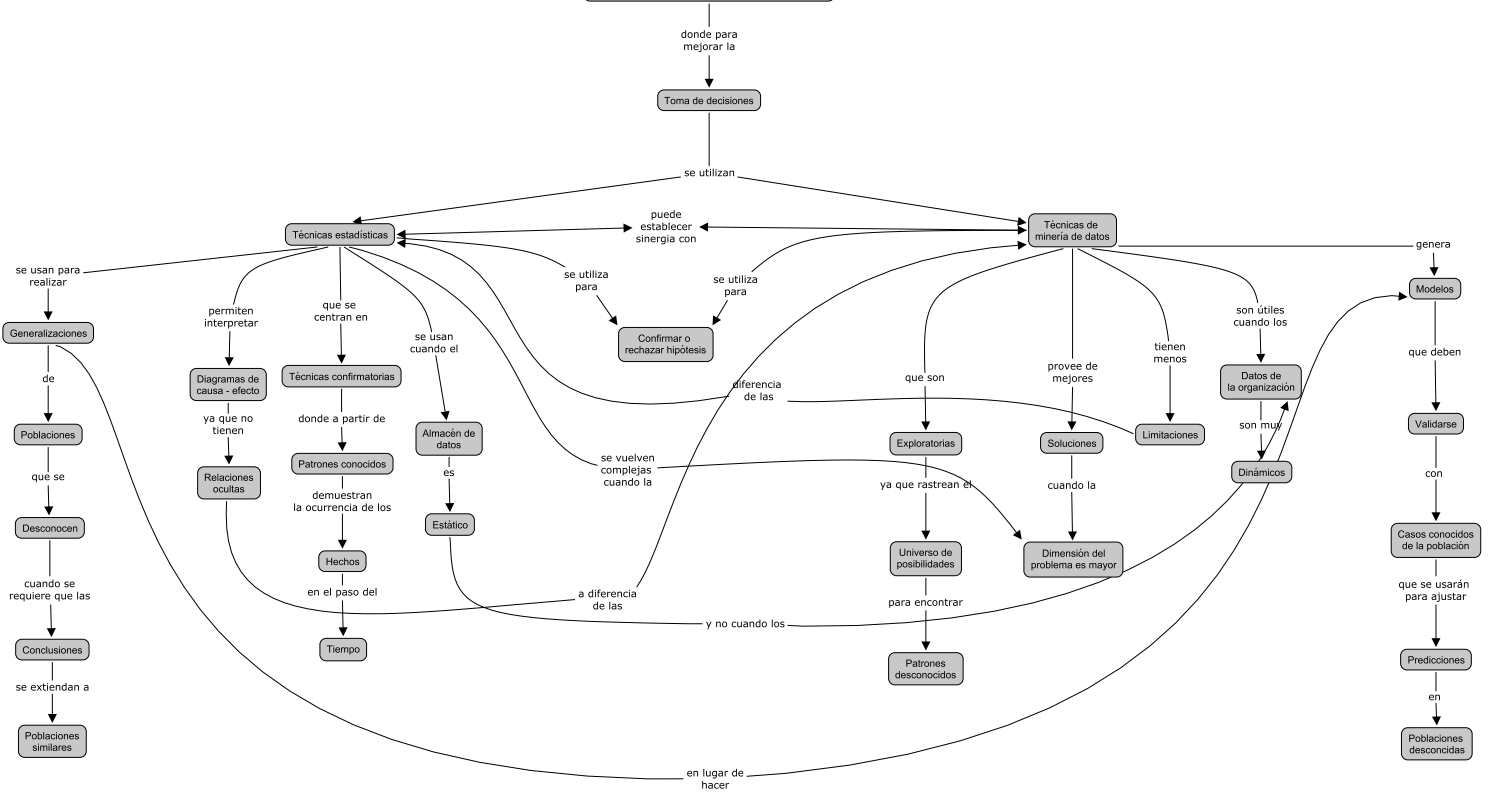 donde para
mejorar la
Toma de decisiones
se utilizan
Técnicas estadísticas
puede
establecer
sinergia con
Técnicas de
minería de datos
se usan para
realizar
Generalizaciones
de
Poblaciones
que se
Desconocen
cuando se
requiere que las
Conclusiones
se extiendan a
Poblaciones
similares
permiten
interpretar
Diagramas de
causa - efecto
ya que no
tienen
Relaciones
ocultas
que se
centran en
Técnicas confirmatorias
donde a partir de
Patrones conocidos
demuestran
la ocurrencia de los
Hechos
en el paso del
Tiempo
se usan
cuando el
Almacén de
datos
es
Estático
se utiliza
para
se utiliza
para
Confirmar o
rechazar hipótesis
diferencia
de las
se vuelven
complejas
cuando la
a diferencia
de las
y no cuando los
en lugar de
hacer
que son
Exploratorias
ya que rastrean el
Universo de
posibilidades
para encontrar
Patrones
desconocidos
provee de
mejores
Soluciones
cuando la
Dimensión del
problema es mayor
tienen
menos
Limitaciones
son útiles
cuando los
Datos de
la organización
son muy
Dinámicos
genera
Modelos
que deben
Validarse
con
Casos conocidos
de la población
que se usarán
para ajustar
Predicciones
en
Poblaciones
desconcidas